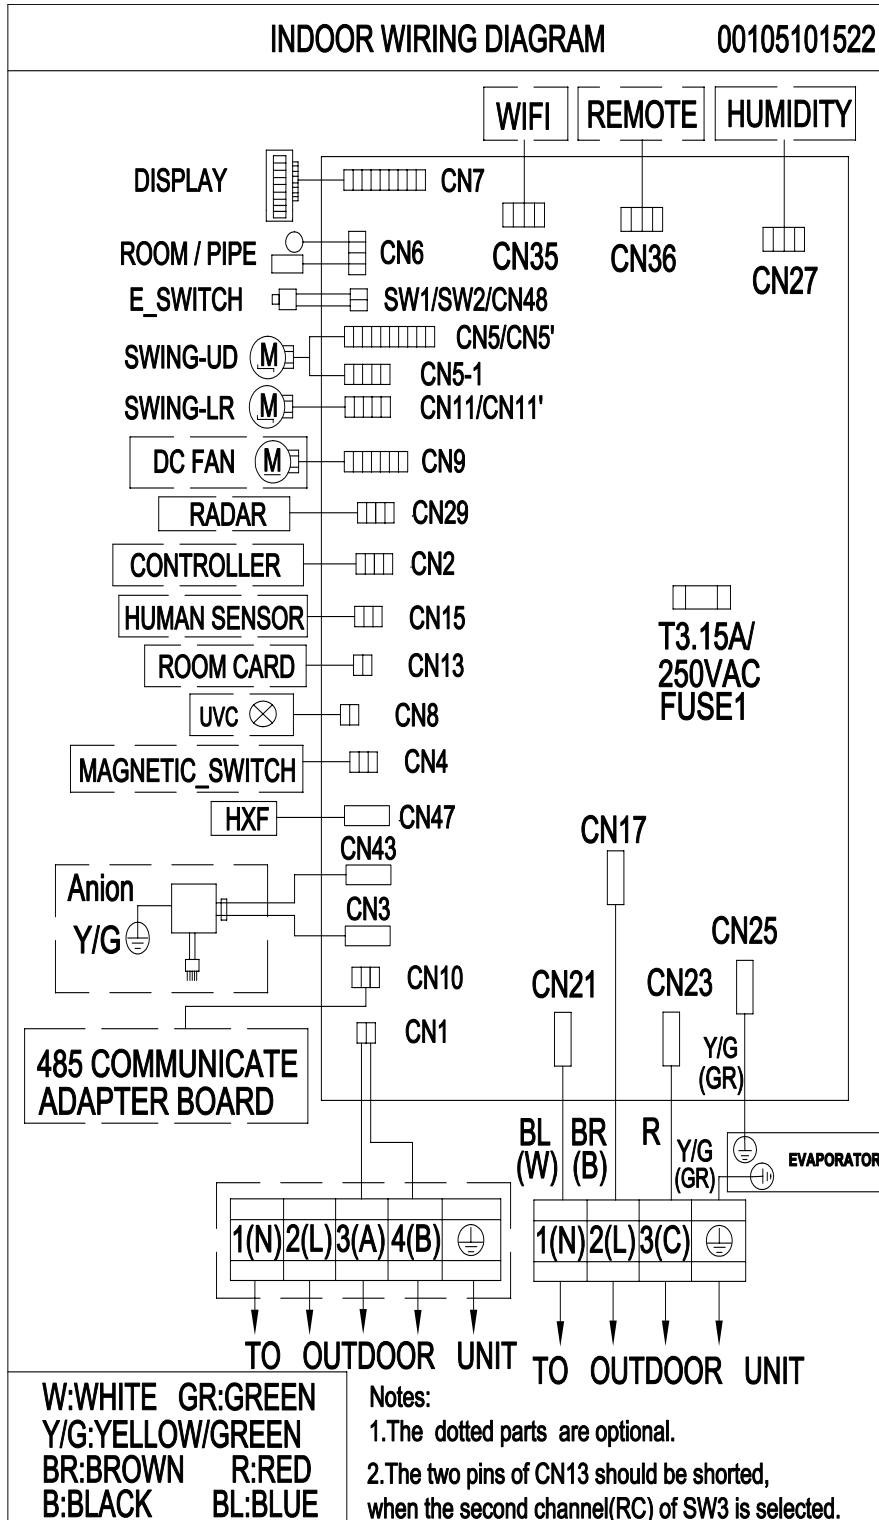 INDOOR WIRING DIAGRAM 00105101522
WIFI REMOTE HUMIDITY
DISPLAY CN7
CN35 CN36 CN27
ROOM / PIPE CN6
E_SWITCH SW1/SW2/CN48
SWING-UD M CN5/CN5'
CN5-1
SWING-LR M CN11/CN11'
DC FAN M CN9
RADAR CN29
CONTROLLER CN2
HUMAN SENSOR CN15
ROOM CARD CN13
T3.15A/
250VAC
FUSE1
UVC CN8
MAGNETIC_SWITCH CN4
HXF CN47
CN43
CN17
Anion
Y/G
CN3
CN25
CN10
CN21 CN23
CN1
485 COMMUNICATE
ADAPTER BOARD
Y/G
(GR)
BL
(W)
BR
(B)
R
Y/G
(GR)
EVAPORATOR
1(N) 2(L) 3(A) 4(B)
1(N) 2(L) 3(C)
TO OUTDOOR UNIT
TO OUTDOOR UNIT
W:WHITE GR:GREEN
Y/G:YELLOW/GREEN
BR:BROWN R:RED
B:BLACK BL:BLUE
Notes:
1.The dotted parts are optional.
2.The two pins of CN13 should be shorted,
when the second channel(RC) of SW3 is selected.